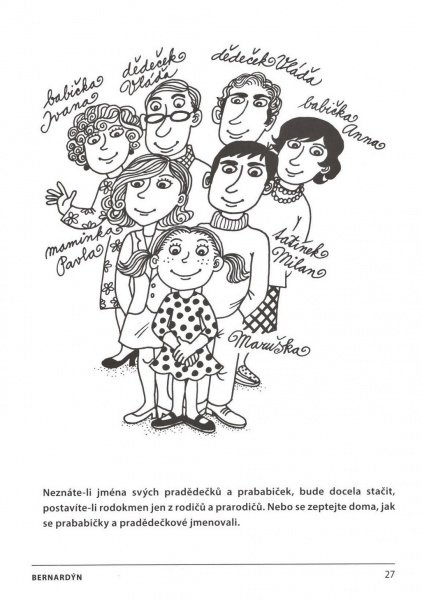 dědeček Vláďa
dědeček
Vláďa
babička
Ivana
babička
Anna
maminka
Pavla
tatínek
Milan
Maruška
Neznáte-li jména svých pradědečků a prababiček, bude docela stačit,
postavíte-li rodokmen jen z rodičů a prarodičů. Nebo se zeptejte doma, jak
se prababičky a pradědečkové jmenovali.
BERNARDÝN
27